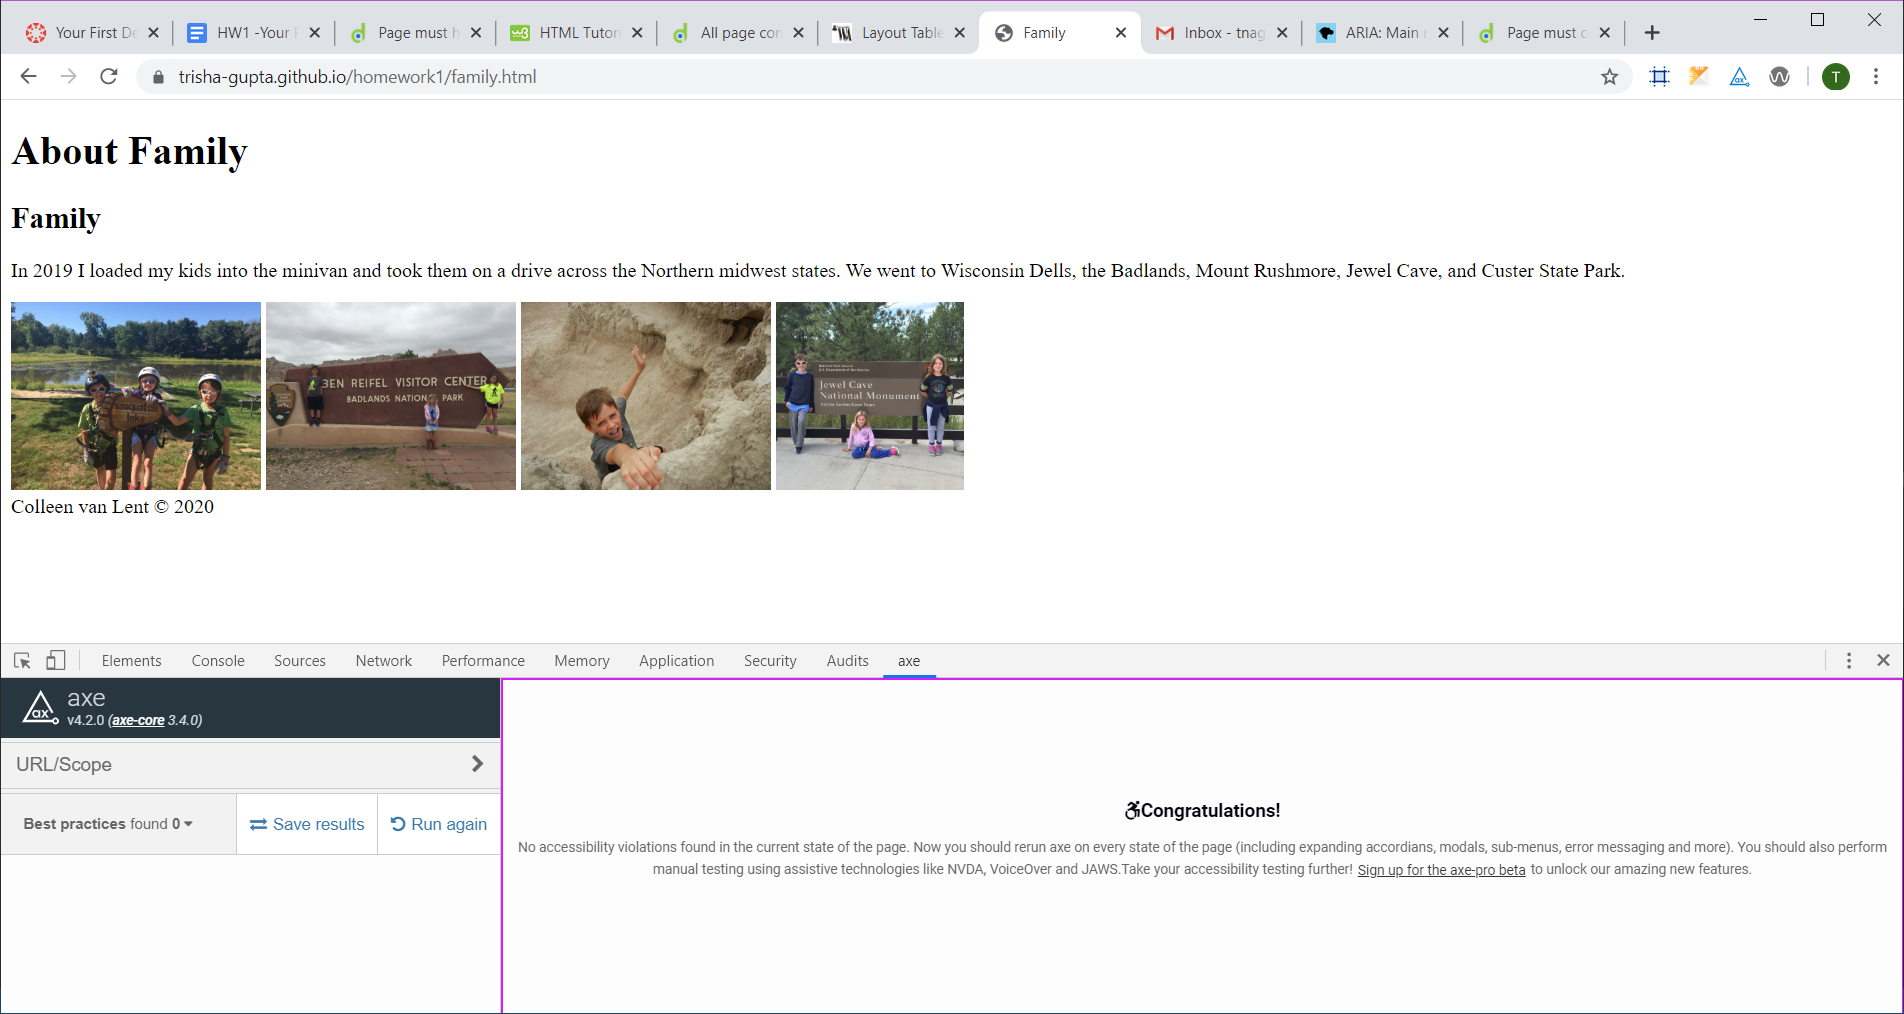 Your First De
HW1 -Your F
Page must h
HTML Tutori
All page con
Layout Table
Family
Inbox - tnag
ARIA: Main r
Page must c
trisha-gupta.github.io/homework1/family.html
T
About Family
Family
In 2019 I loaded my kids into the minivan and took them on a drive across the Northern midwest states. We went to Wisconsin Dells, the Badlands, Mount Rushmore, Jewel Cave, and Custer State Park.
sasquatch
lake
BEN REIFEL VISITOR CENTER
BADLANDS NATIONAL PARK
Jewel Cave
National Monument
Colleen van Lent © 2020
Elements
Console
Sources
Network
Performance
Memory
Application
Security
Audits
axe
ax
axe
v4.2.0 (axe-core 3.4.0)
URL/Scope
Best practices found 0
Save results
Run again
Congratulations!
No accessibility violations found in the current state of the page. Now you should rerun axe on every state of the page (including expanding accordians, modals, sub-menus, error messaging and more). You should also perform
manual testing using assistive technologies like NVDA, VoiceOver and JAWS.Take your accessibility testing further! Sign up for the axe-pro beta to unlock our amazing new features.